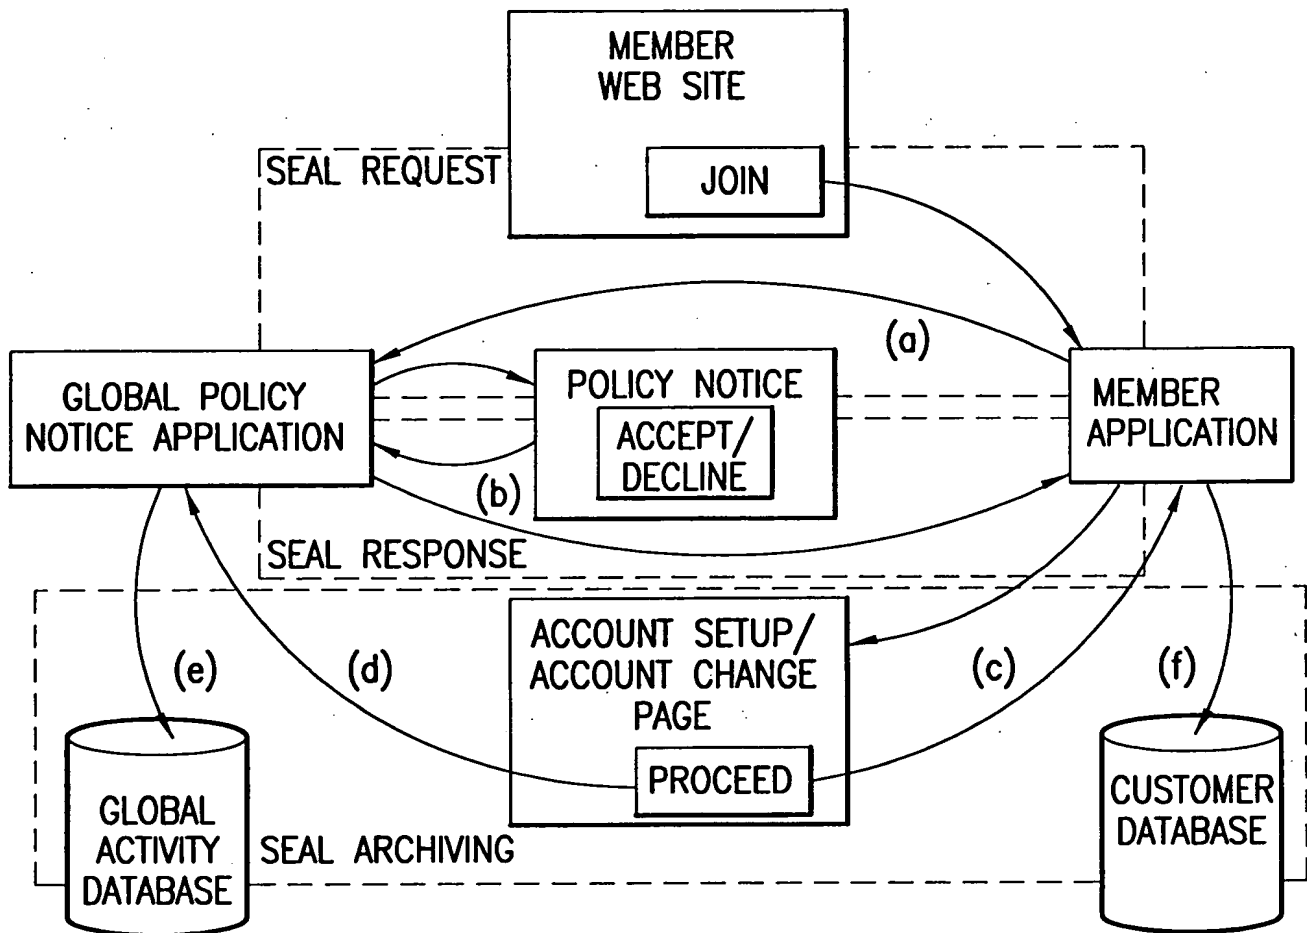 MEMBER
WEB SITE
JOIN
SEAL REQUEST
(a)
GLOBAL POLICY
NOTICE APPLICATION
POLICY NOTICE
ACCEPT/
DECLINE
MEMBER
APPLICATION
(b)
SEAL RESPONSE
ACCOUNT SETUP/
ACCOUNT CHANGE
PAGE
PROCEED
(e)
(d)
(c)
(f)
GLOBAL
ACTIVITY
DATABASE
SEAL ARCHIVING
CUSTOMER
DATABASE